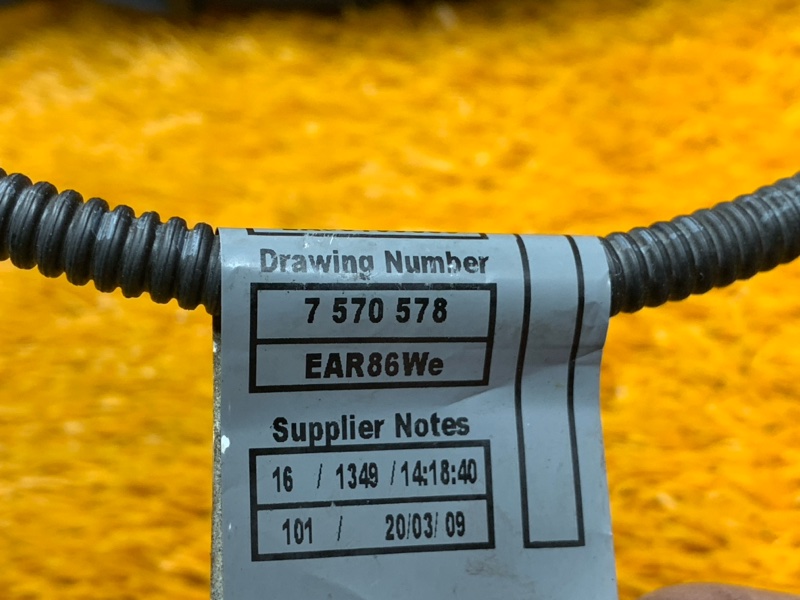 Drawing Number
7 570 578
EAR86We
Supplier Notes
16 / 1349 /14:18:40
101 / 20/03/ 09